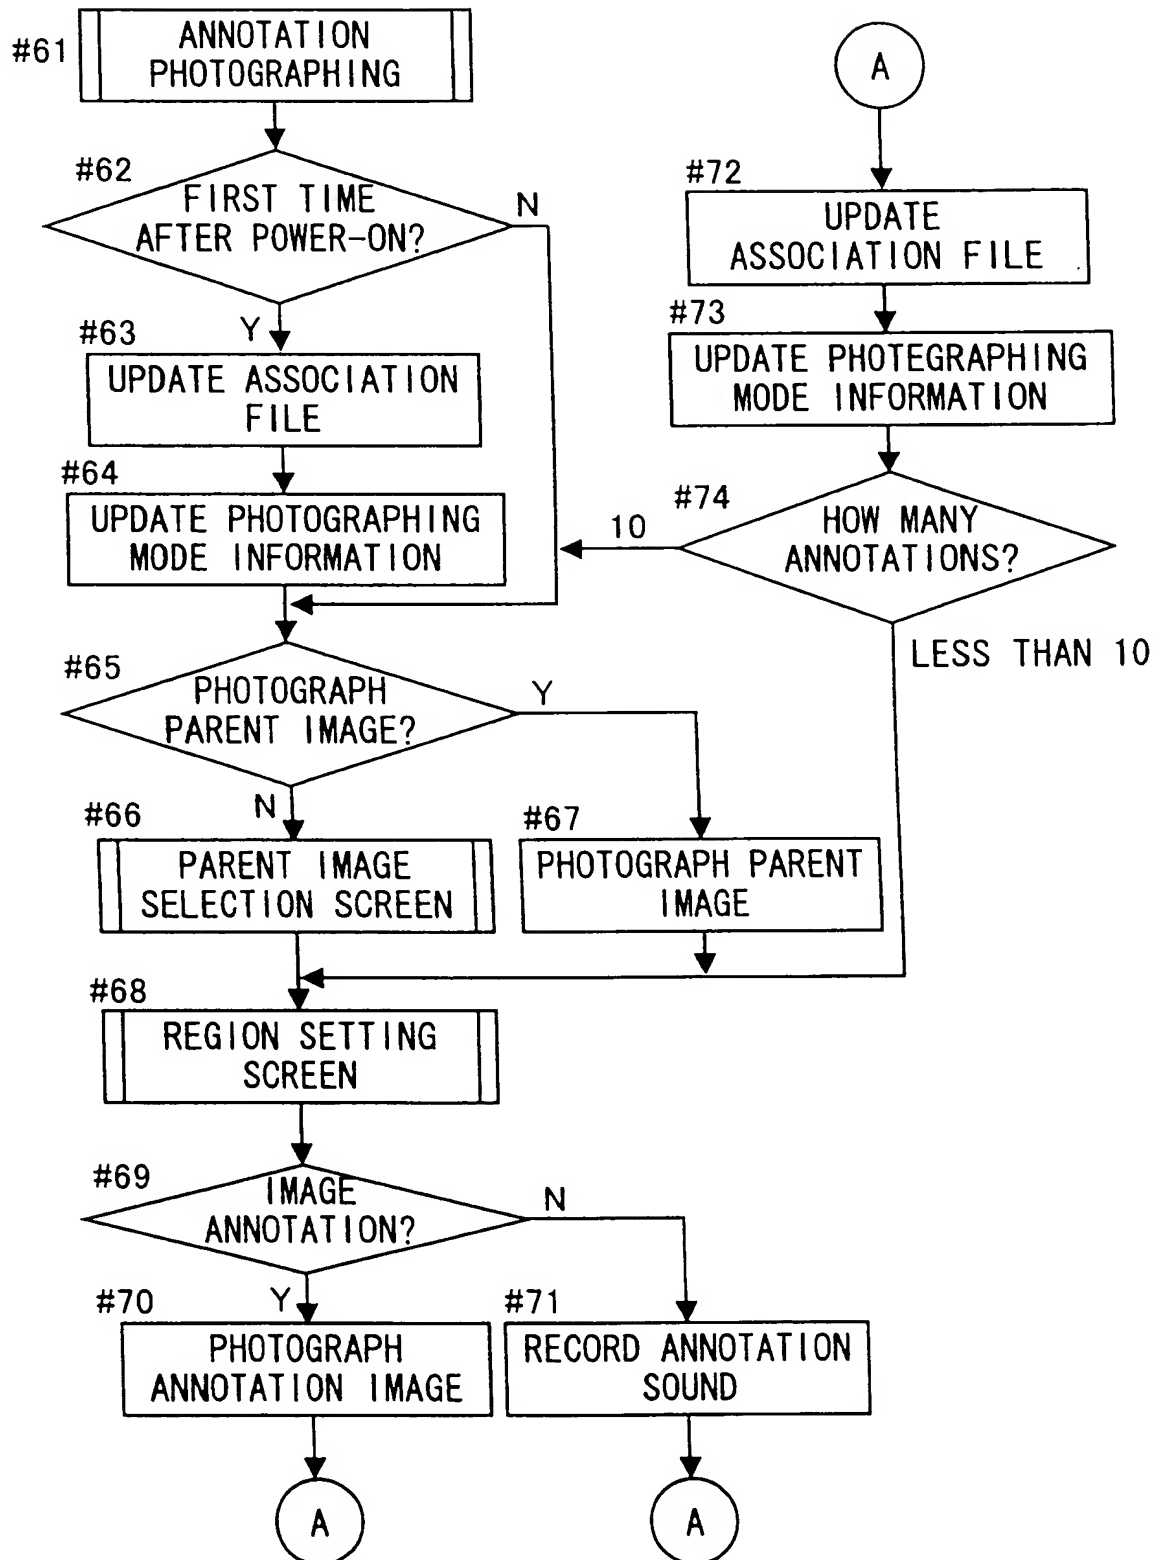 #61
ANNOTATION
PHOTOGRAPHING
#62
FIRST TIME
AFTER POWER-ON?
N
Y
#63
UPDATE ASSOCIATION
FILE
#64
UPDATE PHOTOGRAPHING
MODE INFORMATION
#65
PHOTOGRAPH
PARENT IMAGE?
Y
N
#66
PARENT IMAGE
SELECTION SCREEN
#67
PHOTOGRAPH PARENT
IMAGE
#68
REGION SETTING
SCREEN
#69
IMAGE
ANNOTATION?
N
Y
#70
PHOTOGRAPH
ANNOTATION IMAGE
#71
RECORD ANNOTATION
SOUND
A
A
A
#72
UPDATE
ASSOCIATION FILE
#73
UPDATE PHOTEGRAPHING
MODE INFORMATION
#74
HOW MANY
ANNOTATIONS?
10
LESS THAN 10